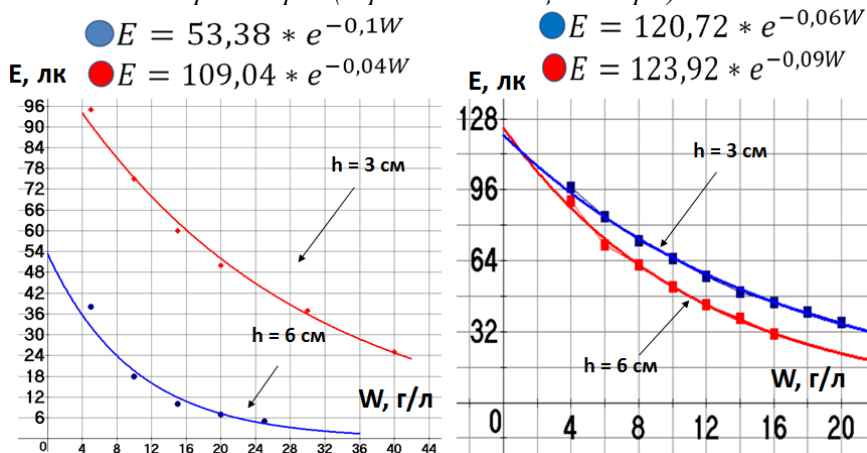 E = 53,38 * e^{-0,1W}
E = 109,04 * e^{-0,04W}
E, лк
96
90
84
78
72
66
60
54
48
42
36
30
24
18
12
6
h = 3 см
h = 6 см
W, г/л
0 4 8 12 16 20 24 28 32 36 40 44
E = 120,72 * e^{-0,06W}
E = 123,92 * e^{-0,09W}
E, лк
128
96
64
32
h = 3 см
h = 6 см
W, г/л
0 4 8 12 16 20